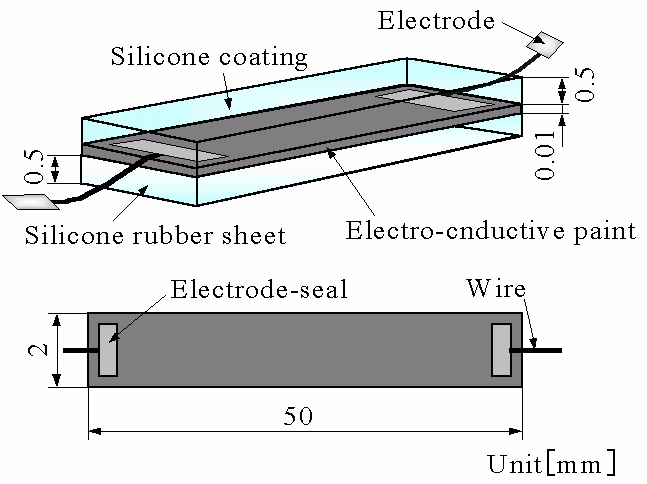 Electrode
Silicone coating
0.5
0.5
0.01
Silicone rubber sheet
Electro-cnductive paint
Electrode-seal
Wire
2
50
Unit[mm]